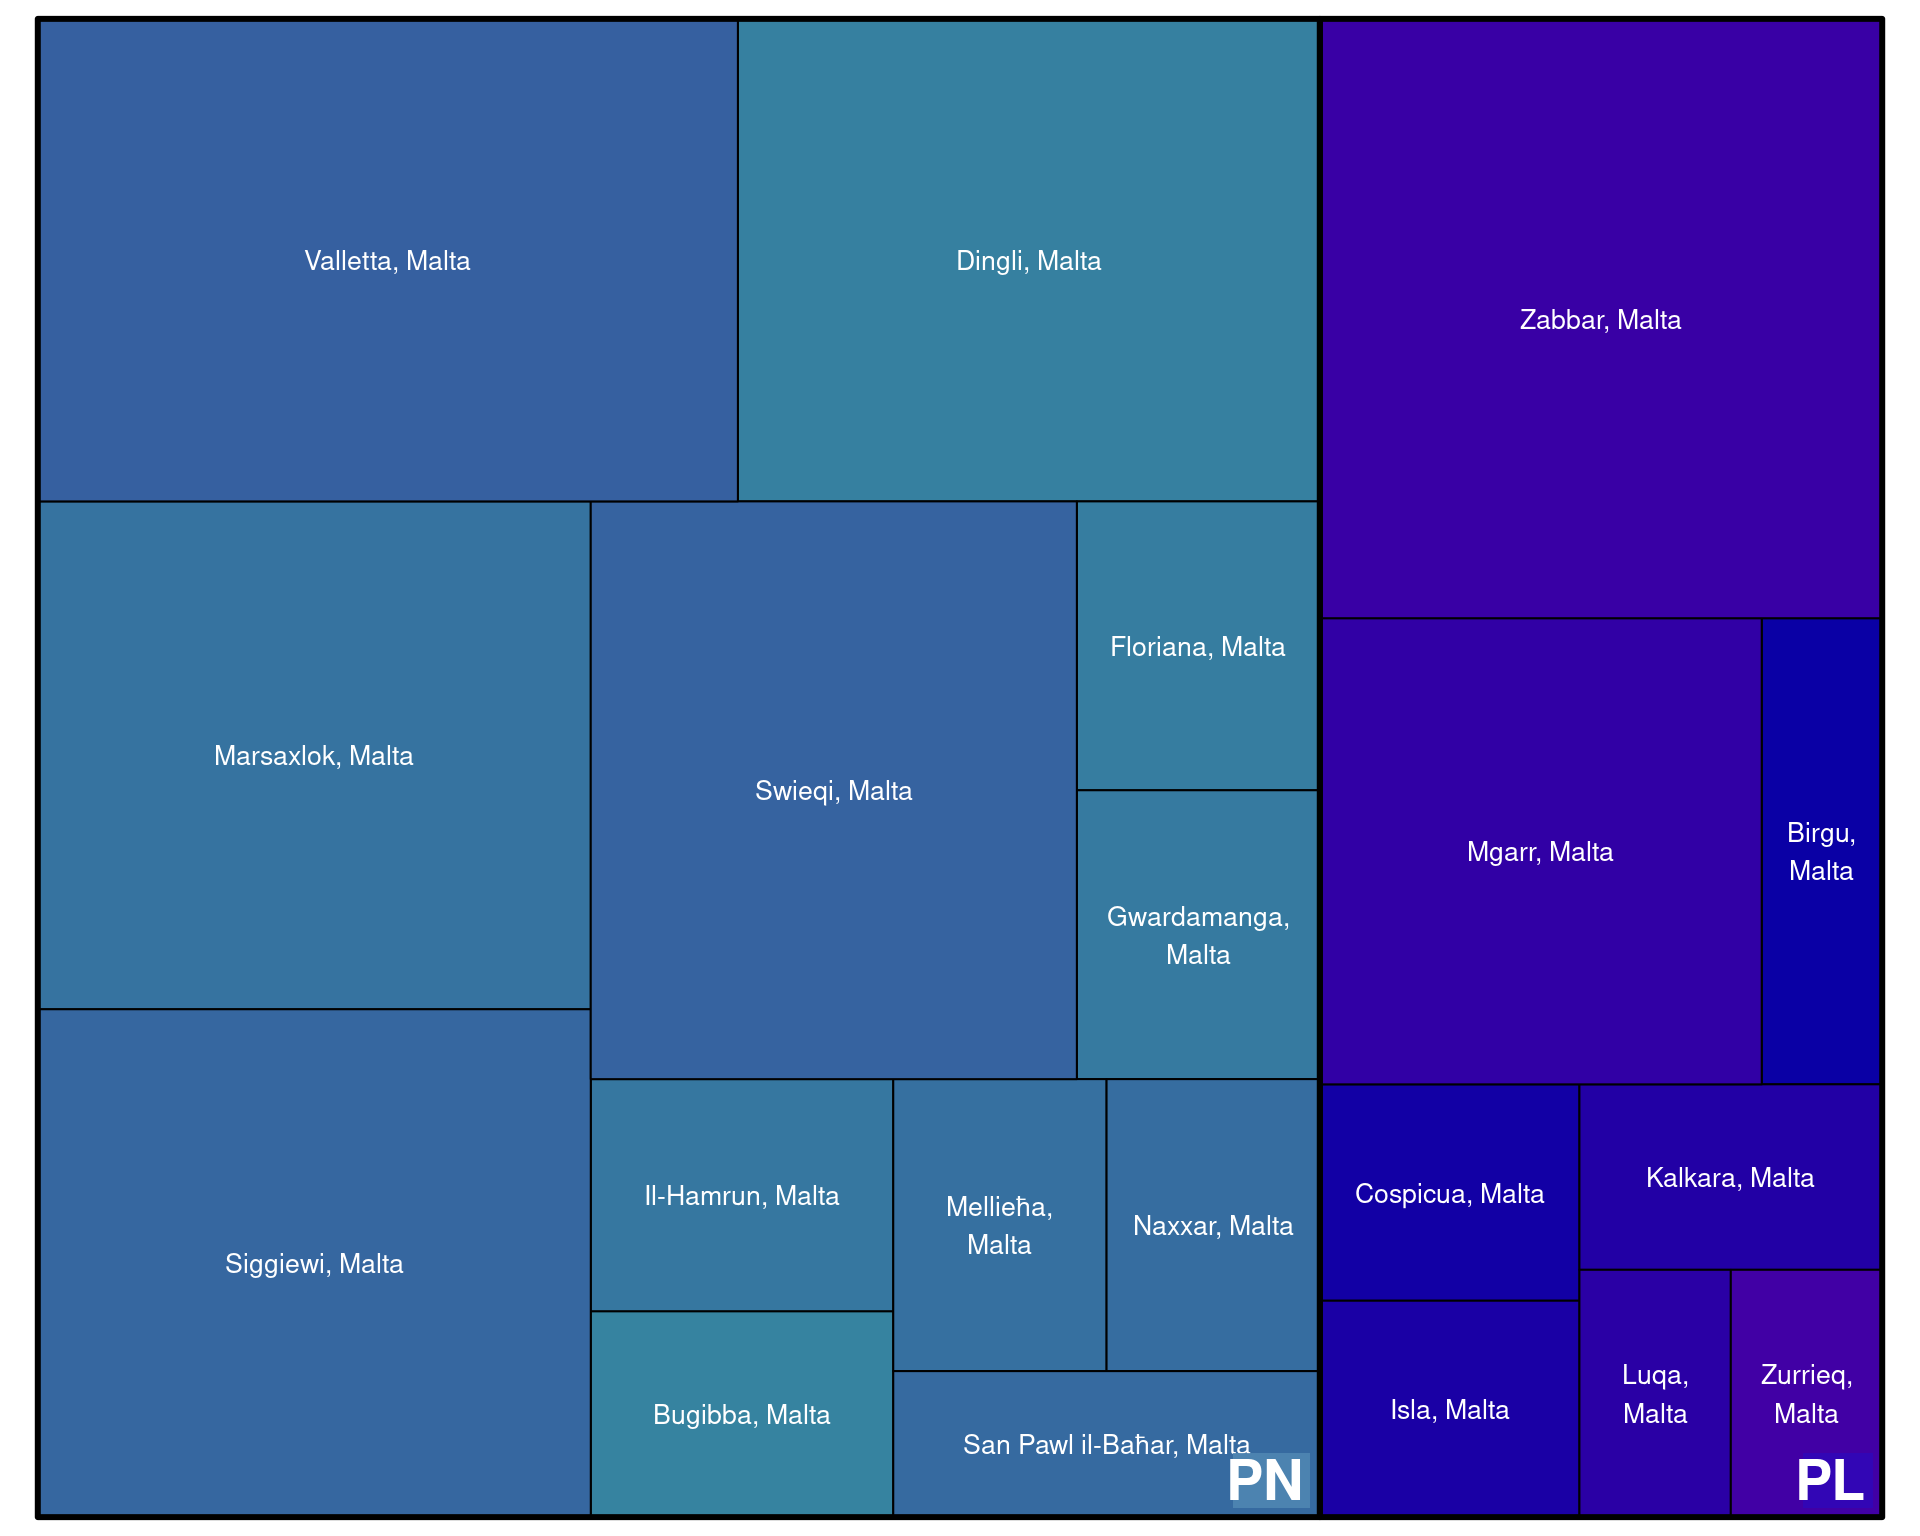 Valletta, Malta
Dingli, Malta
Zabbar, Malta
Marsaxlok, Malta
Swieqi, Malta
Floriana, Malta
Gwardamanga,
Malta
Mgarr, Malta
Birgu,
Malta
Siggiewi, Malta
Il-Hamrun, Malta
Bugibba, Malta
Mellieħa,
Malta
Naxxar, Malta
San Pawl il-Baħar, Malta
PN
Cospicua, Malta
Kalkara, Malta
Isla, Malta
Luqa,
Malta
Zurrieq,
Malta
PL